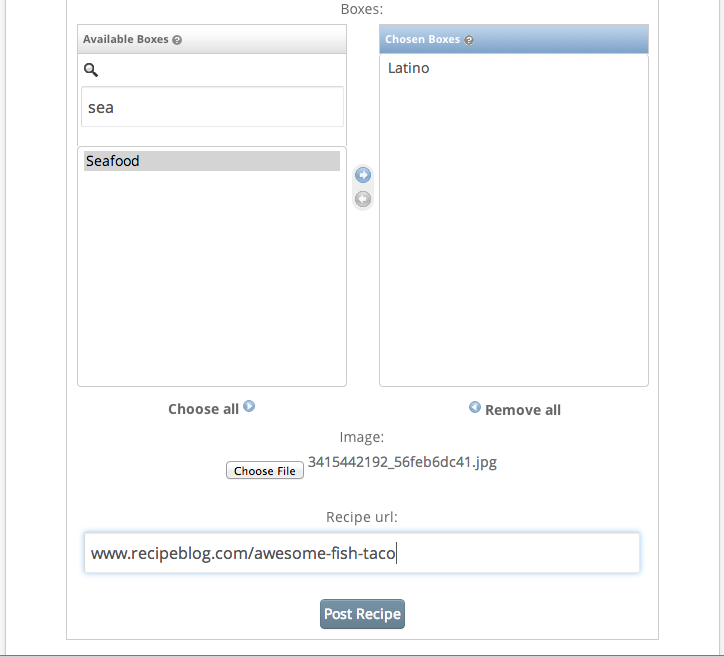 Boxes:
Available Boxes ?
Chosen Boxes ?
sea
Seafood
Latino
Choose all
Remove all
Image:
Choose File 3415442192_56feb6dc41.jpg
Recipe url:
www.recipeblog.com/awesome-fish-taco
Post Recipe